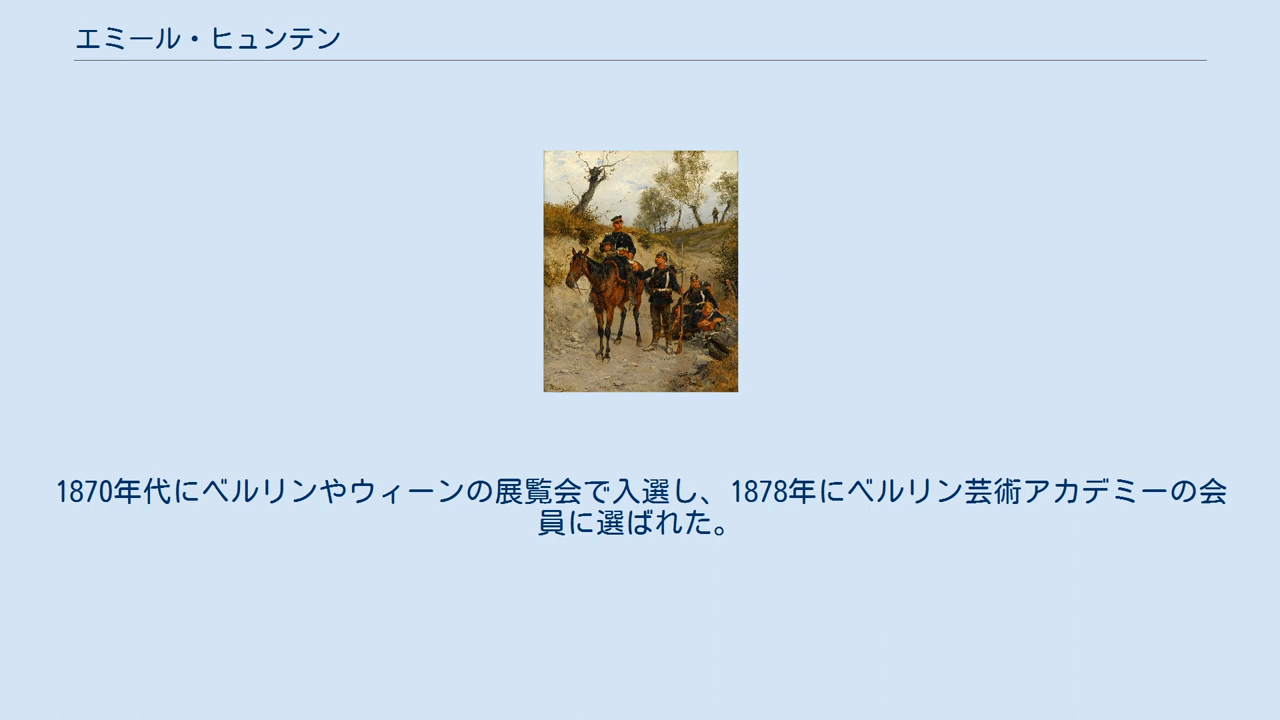 エミール・ヒュンテン
1870年代にベルリンやウィーンの展覧会で入選し、1878年にベルリン芸術アカデミーの会
員に選ばれた。